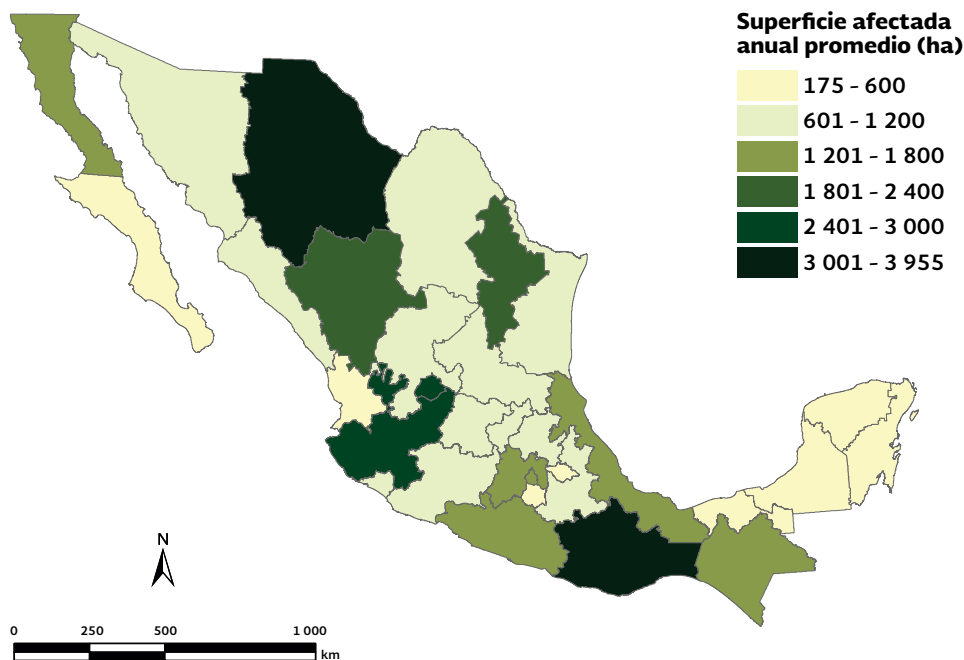 Superficie afectada
anual promedio (ha)
175 - 600
601 - 1 200
1 201 - 1 800
1 801 - 2 400
2 401 - 3 000
3 001 - 3 955
N
0 250 500 1 000
km